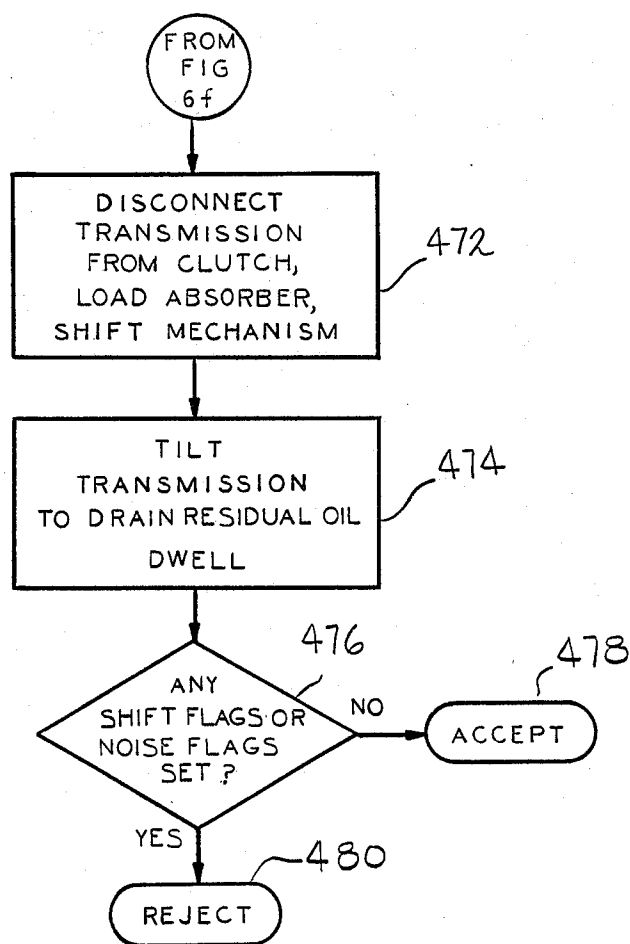 FROM
FIG
6f
DISCONNECT
TRANSMISSION
FROM CLUTCH,
LOAD ABSORBER,
SHIFT MECHANISM
472
TILT
TRANSMISSION
TO DRAIN RESIDUAL OIL
DWELL
474
476
ANY
SHIFT FLAGS OR
NOISE FLAGS
SET ?
NO
478
ACCEPT
YES
480
REJECT